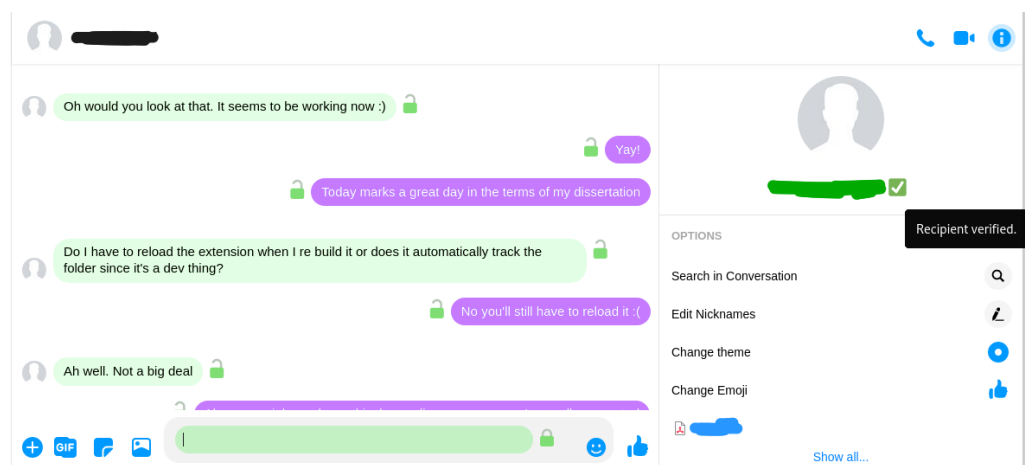 Oh would you look at that. It seems to be working now :)
Yay!
Today marks a great day in the terms of my dissertation
Do I have to reload the extension when I re build it or does it automatically track the
folder since it's a dev thing?
No you'll still have to reload it :(
Ah well. Not a big deal
GIF
Recipient verified.
OPTIONS
Search in Conversation
Edit Nicknames
Change theme
Change Emoji
Show all...